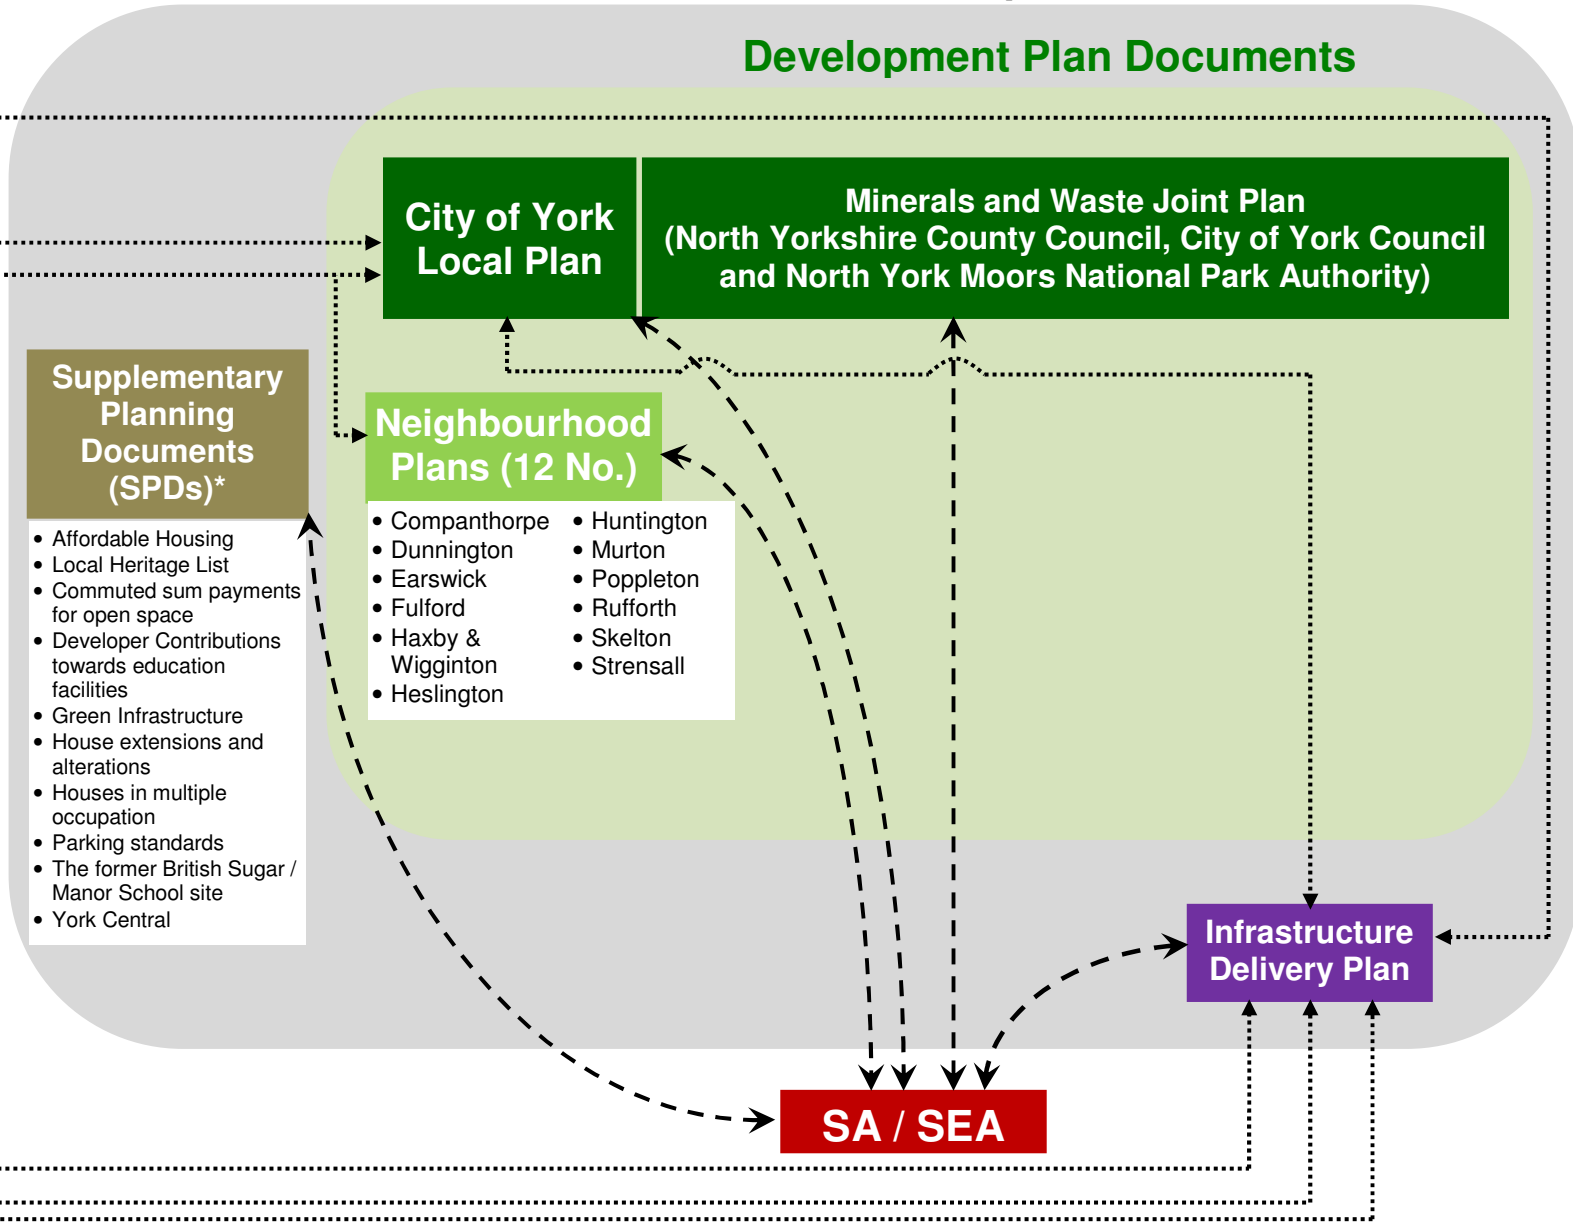 Development Plan Documents
City of York
Local Plan
Minerals and Waste Joint Plan
(North Yorkshire County Council, City of York Council
and North York Moors National Park Authority)
Supplementary
Planning
Documents
(SPDs)*
• Affordable Housing
• Local Heritage List
• Commuted sum payments
for open space
• Developer Contributions
towards education
facilities
• Green Infrastructure
• House extensions and
alterations
• Houses in multiple
occupation
• Parking standards
• The former British Sugar /
Manor School site
• York Central
Neighbourhood
Plans (12 No.)
• Companthorpe
• Dunnington
• Earswick
• Fulford
• Haxby &
Wigginton
• Heslington
• Huntington
• Murton
• Poppleton
• Rufforth
• Skelton
• Strensall
Infrastructure
Delivery Plan
SA / SEA